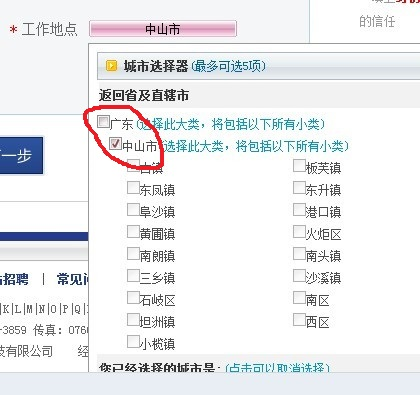 * 工作地点
中山市
的信任
城市选择器 (最多可选5项)
返回省及直辖市
广东 (选择此大类，将包括以下所有小类)
中山市 (选择此大类，将包括以下所有小类)
古镇 板芙镇
东凤镇 东升镇
阜沙镇 港口镇
黄圃镇 火炬区
南朗镇 南头镇
三乡镇 沙溪镇
石岐区 南区
坦洲镇 西区
小榄镇
您已经选择的城市是: (点击可以取消选择)
一步
招聘 | 常见问
K|L|M|N|O|P|Q|
-3859 传真: 0760
有限公司 经